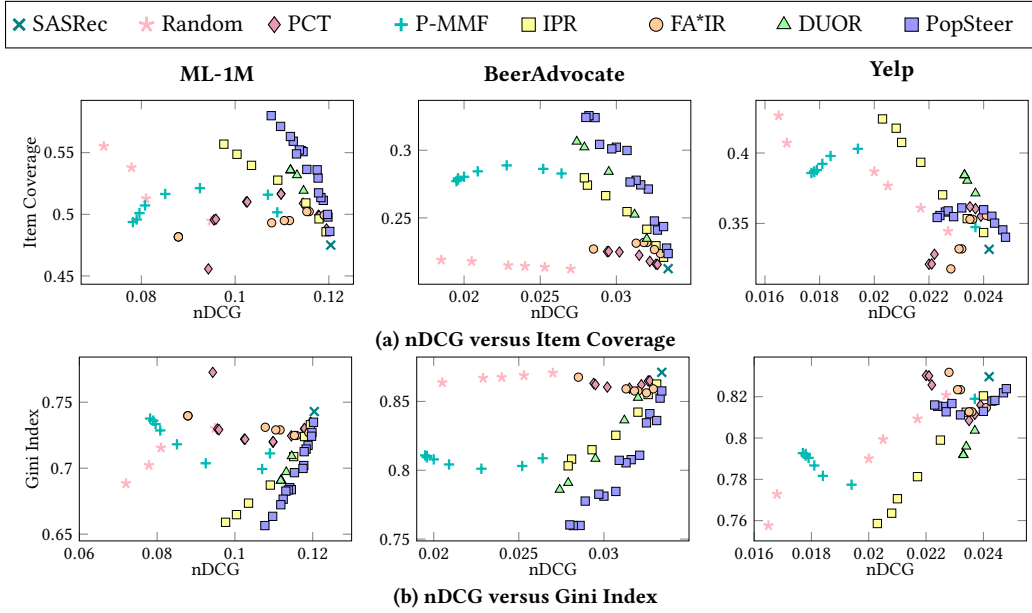 SASRec Random PCT P-MMF IPR FA*IR DUOR PopSteer
ML-1M BeerAdvocate Yelp
Item Coverage
0.55
0.5
0.45
0.08 0.1 0.12
nDCG
0.3
0.25
0.02 0.025 0.03
nDCG
0.4
0.35
0.3
0.016 0.018 0.02 0.022 0.024
nDCG
(a) nDCG versus Item Coverage
Gini Index
0.75
0.7
0.65
0.06 0.08 0.1 0.12
nDCG
0.85
0.8
0.75
0.02 0.03
nDCG
0.82
0.8
0.78
0.76
0.016 0.018 0.02 0.022 0.024
nDCG
(b) nDCG versus Gini Index